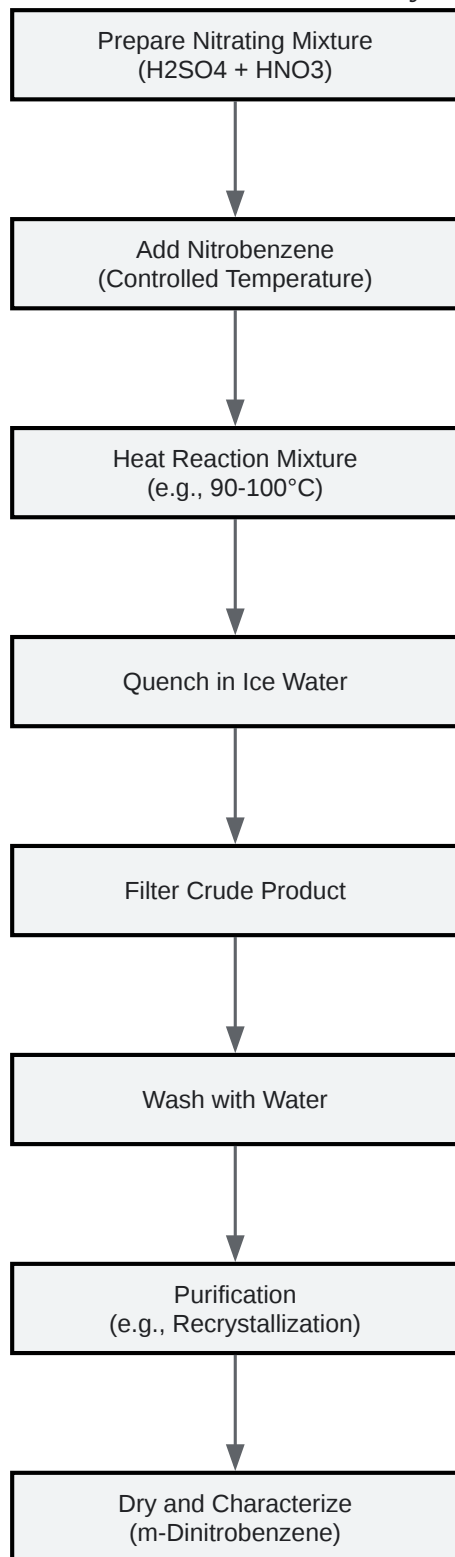 Prepare Nitrating Mixture
(H2SO4 + HNO3)
Add Nitrobenzene
(Controlled Temperature)
Heat Reaction Mixture
(e.g., 90-100°C)
Quench in Ice Water
Filter Crude Product
Wash with Water
Purification
(e.g., Recrystallization)
Dry and Characterize
(m-Dinitrobenzene)